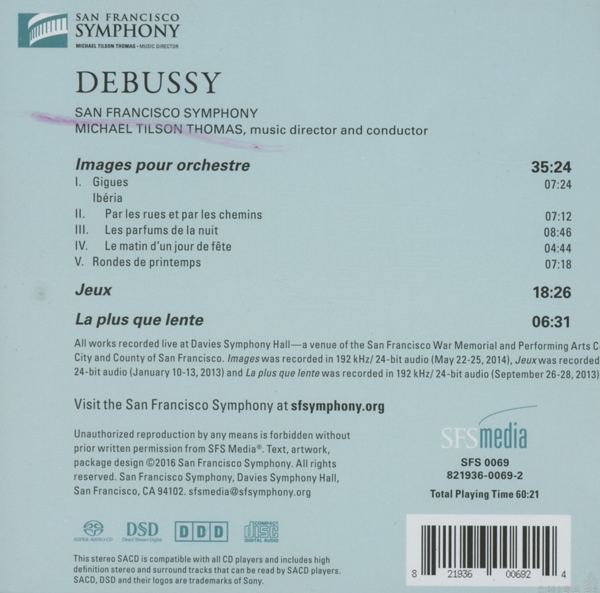 SAN FRANCISCO
SYMPHONY
MICHAEL TILSON THOMAS • MUSIC DIRECTOR
DEBUSSY
SAN FRANCISCO SYMPHONY
MICHAEL TILSON THOMAS, music director and conductor
Images pour orchestre 35:24
I. Gigues 07:24
Ibéria
II. Par les rues et par les chemins 07:12
III. Les parfums de la nuit 08:46
IV. Le matin d'un jour de fête 04:44
V. Rondes de printemps 07:18
Jeux 18:26
La plus que lente 06:31
All works recorded live at Davies Symphony Hall—a venue of the San Francisco War Memorial and Performing Arts C
City and County of San Francisco. Images was recorded in 192 kHz/ 24-bit audio (May 22-25, 2014), Jeux was recorded
24-bit audio (January 10-13, 2013) and La plus que lente was recorded in 192 kHz/ 24-bit audio (September 26-28, 2013)
Visit the San Francisco Symphony at sfsymphony.org
Unauthorized reproduction by any means is forbidden without
prior written permission from SFS Media®. Text, artwork,
package design ©2016 San Francisco Symphony. All rights
reserved. San Francisco Symphony, Davies Symphony Hall,
San Francisco, CA 94102. sfsmedia@sfsymphony.org
SFSmedia
SFS 0069
821936-0069-2
Total Playing Time 60:21
SUPER AUDIO CD
DSD
Direct Stream Digital
DDD
COMPACT
disc
DIGITAL AUDIO
This stereo SACD is compatible with all CD players and includes high
definition stereo and surround tracks that can be read by SACD players.
SACD, DSD and their logos are trademarks of Sony.
8 21936 00692 4